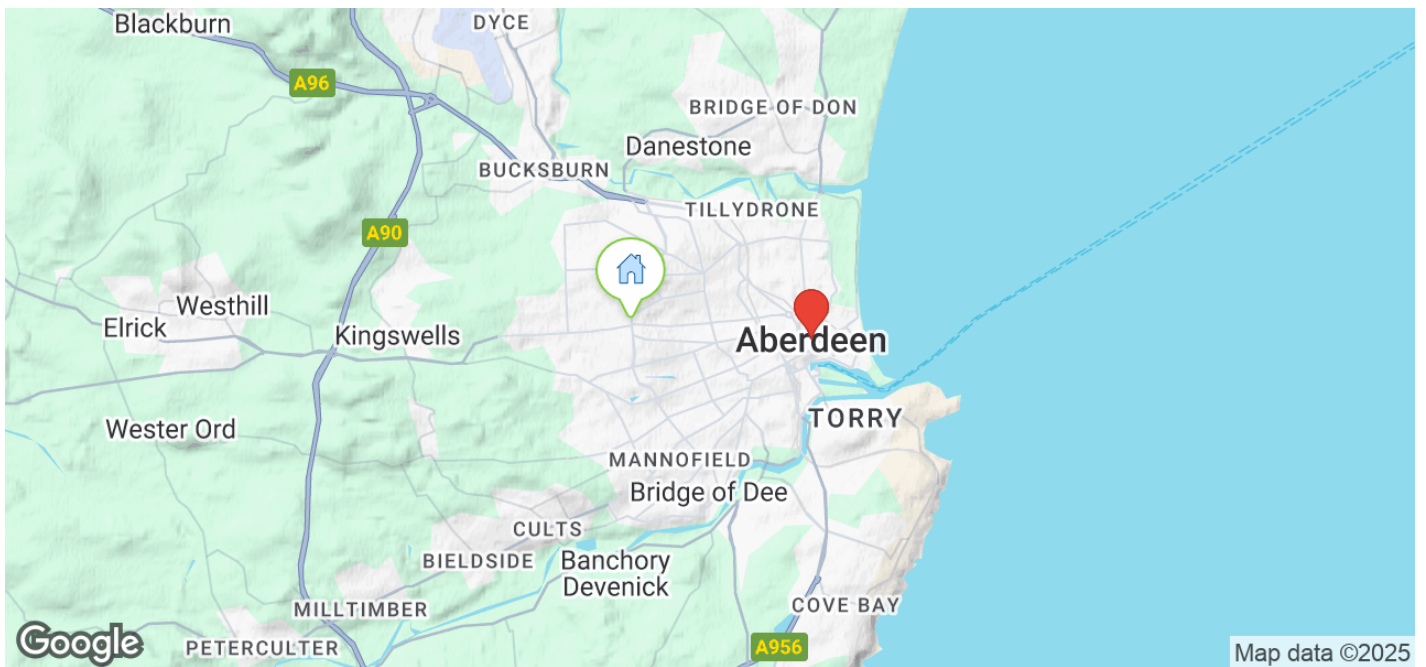 Blackburn
DYCE
A96
BRIDGE OF DON
Danestone
BUCKSBURN
TILLYDRONE
A90
Westhill
Elrick
Kingswells
Aberdeen
Wester Ord
TORRY
MANNOFIELD
Bridge of Dee
CULTS
BIELDSIDE
Banchory
Devenick
MILLTIMBER
COVE BAY
PETERCULTER
A956
Google
Map data ©2025